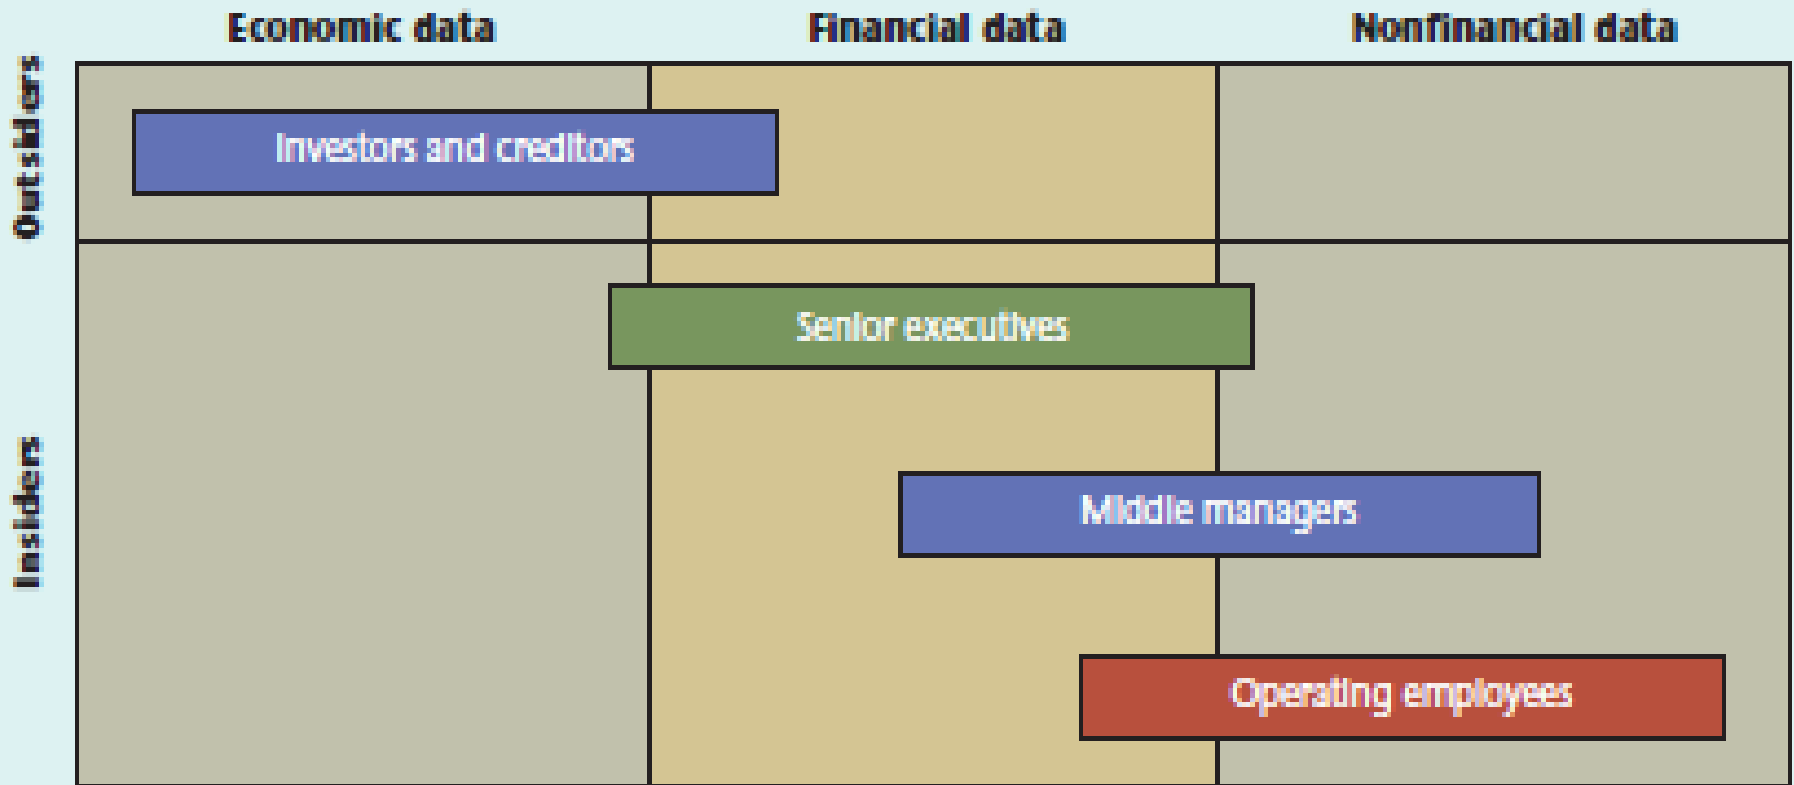 Economic data
Financial data
Nonfinancial data
Outsiders
Investors and creditors
Senior executives
Insiders
Middle managers
Operating employees